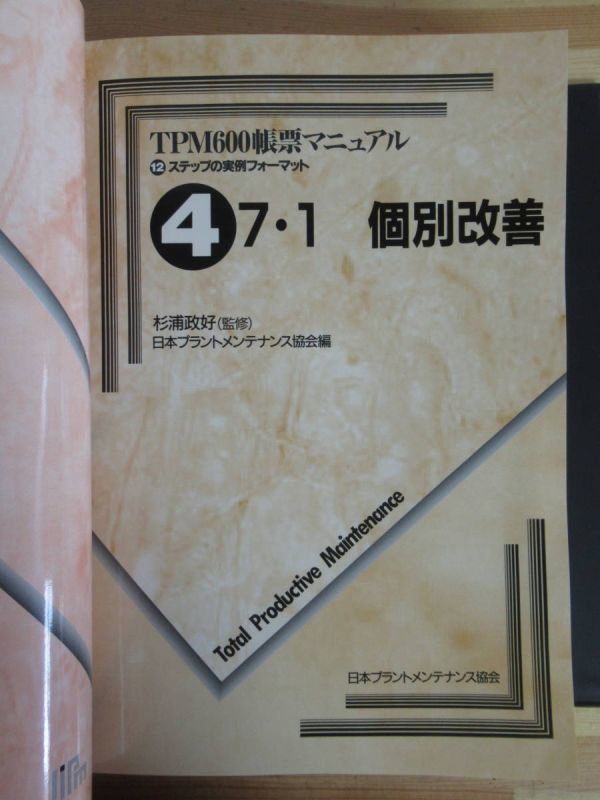 TPM600帳票マニュアル
⑫ステップの実例フォーマット
④7・1 個別改善
杉浦政好(監修)
日本プラントメンテナンス協会編
Total Productive Maintenance
日本プラントメンテナンス協会